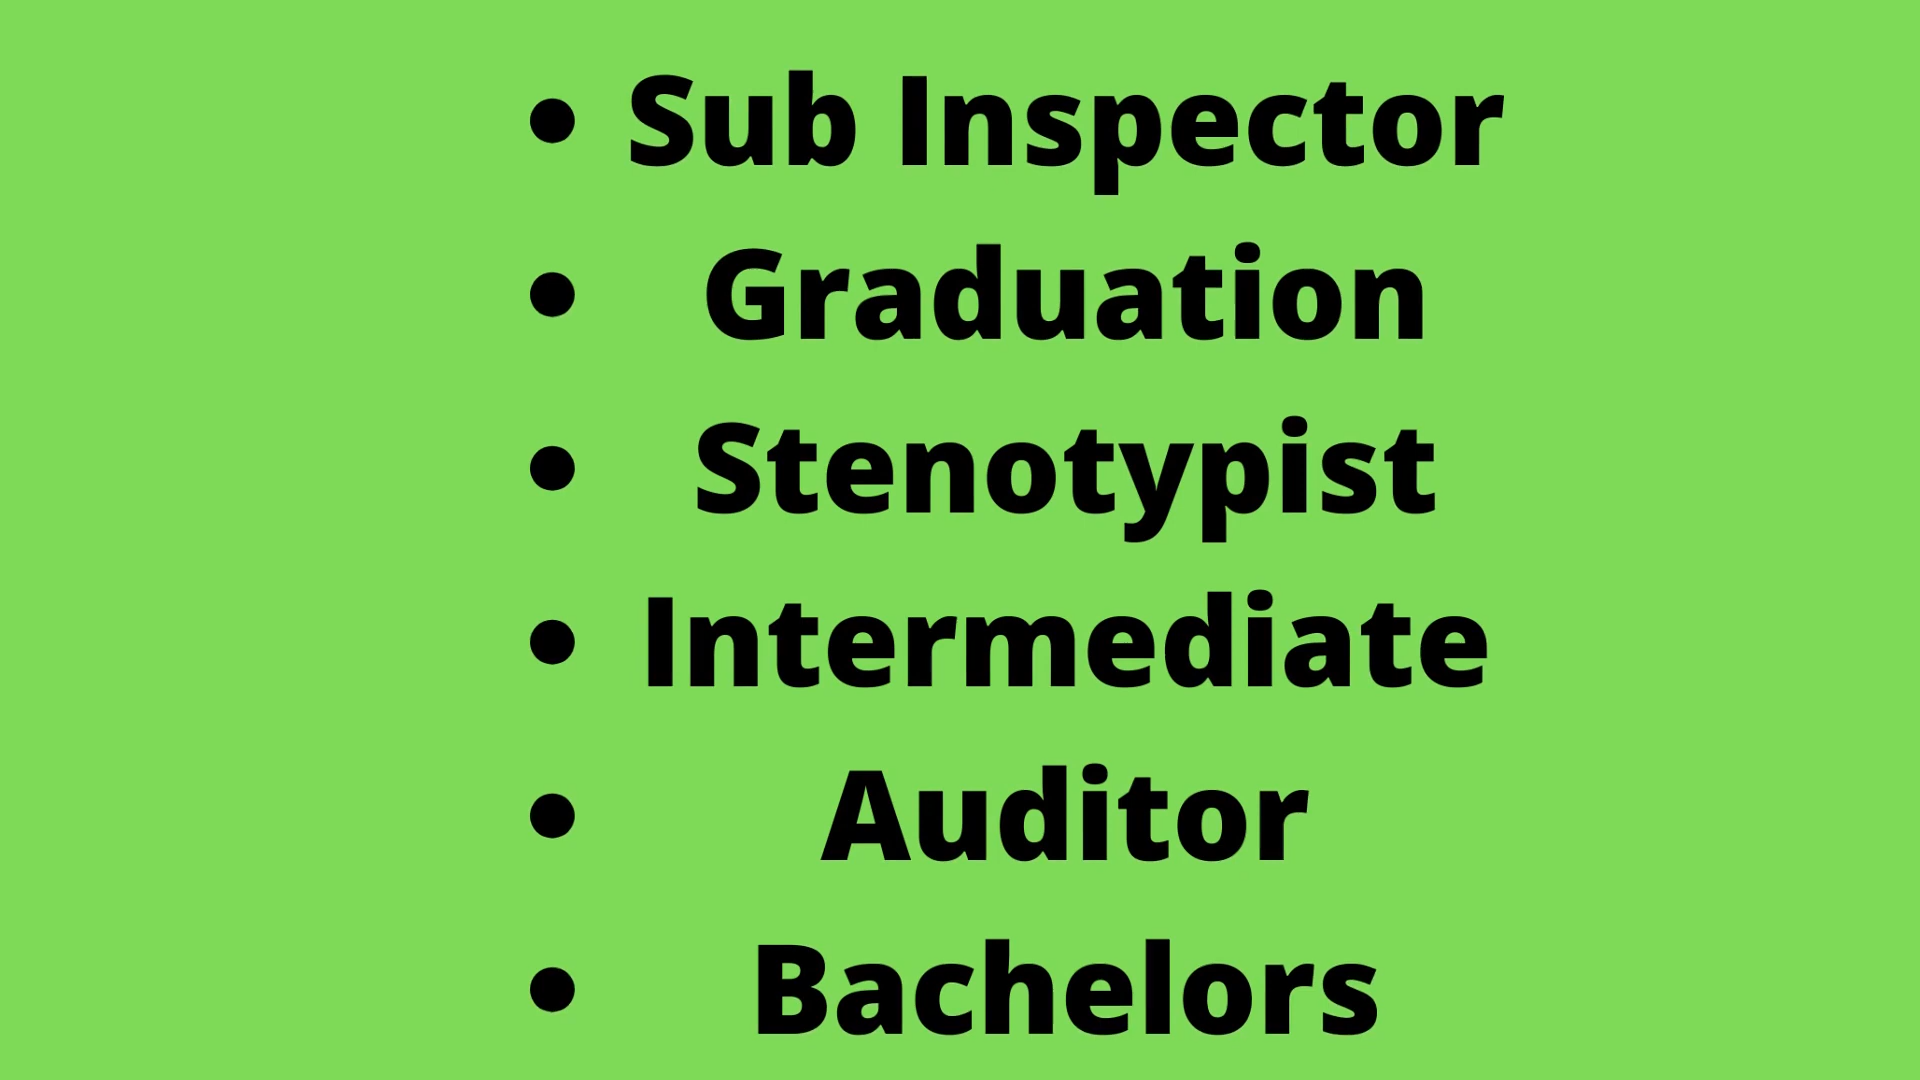 • Sub Inspector
• Graduation
• Stenotypist
• Intermediate
• Auditor
• Bachelors